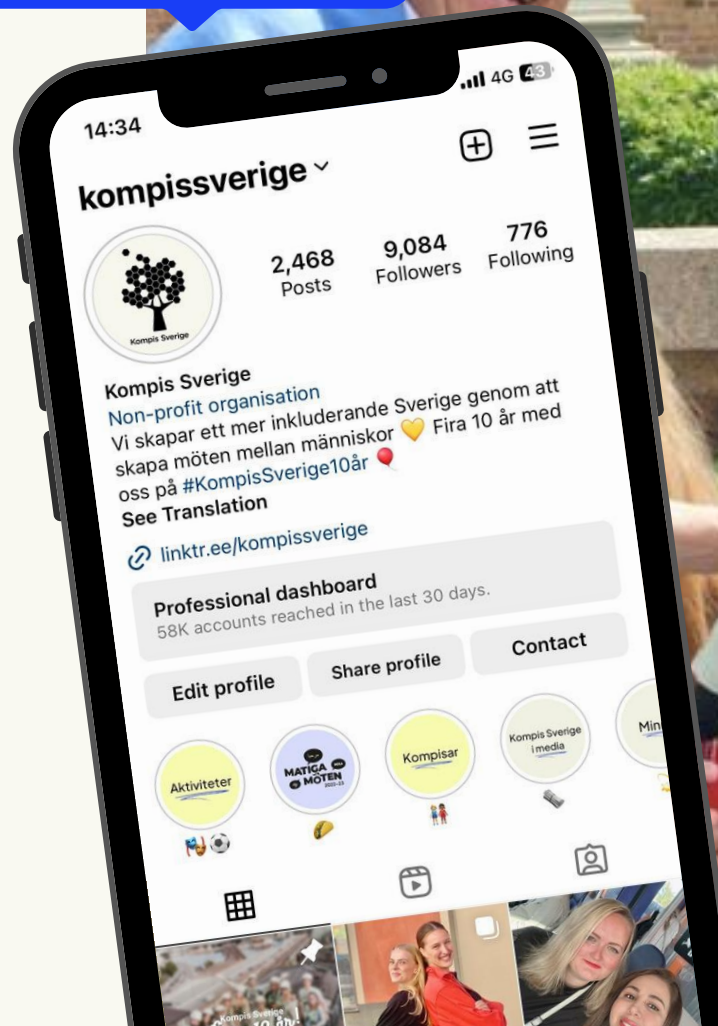 14:34
4G 43
kompissverige
Kompis Sverige
2,468
Posts
9,084
Followers
776
Following
Kompis Sverige
Non-profit organisation
Vi skapar ett mer inkluderande Sverige genom att
skapa möten mellan människor 💛 Fira 10 år med
oss på #KompisSverige10år 🎈
See Translation
linktr.ee/kompissverige
Professional dashboard
58K accounts reached in the last 30 days.
Edit profile
Share profile
Contact
Aktiviteter
MATIGA
MÖTEN
Kompisar
Kompis Sverige
i media
Kompis Sverige
10 år!